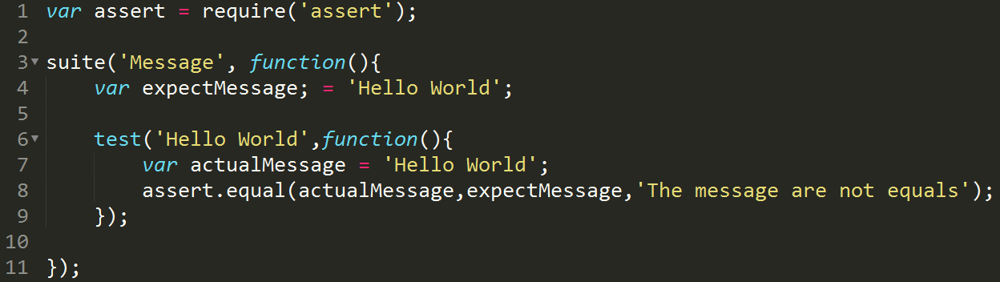 1 var assert = require('assert');
2
3 suite('Message', function(){
4     var expectMessage; = 'Hello World';
5
6     test('Hello World',function(){
7         var actualMessage = 'Hello World';
8         assert.equal(actualMessage,expectMessage,'The message are not equals');
9     });
10
11 });